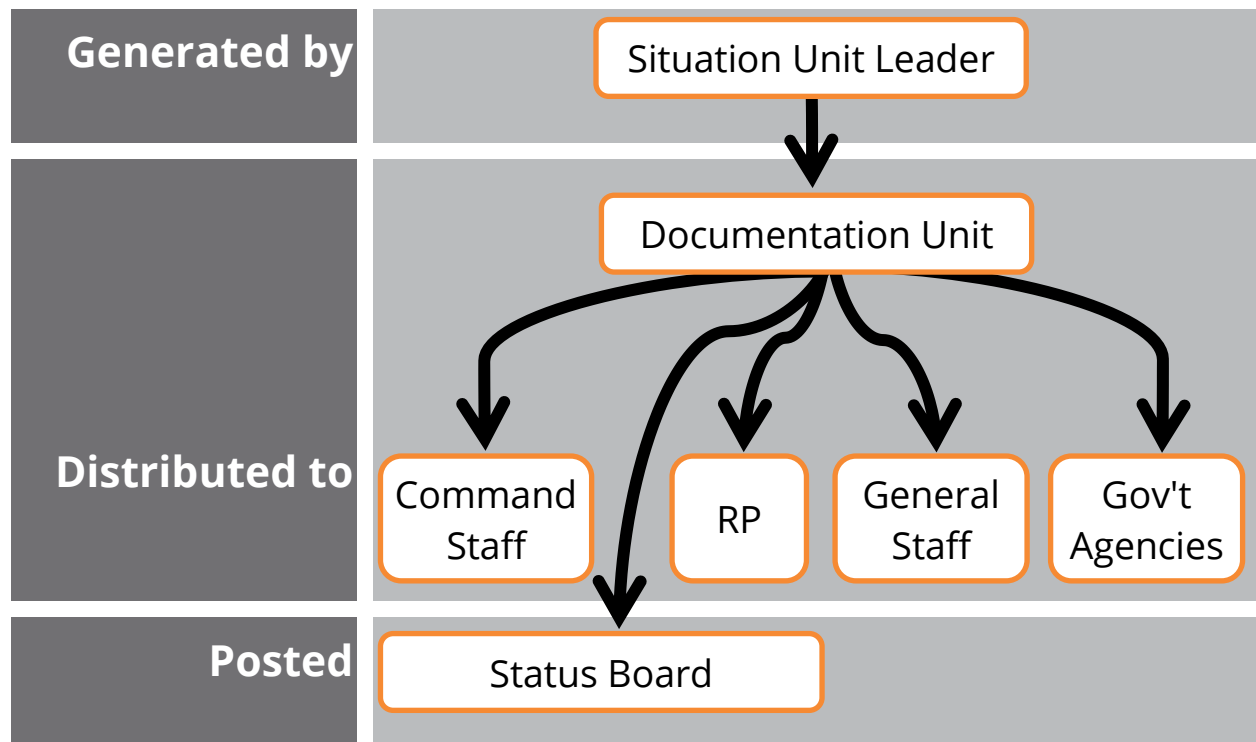 Generated by
Situation Unit Leader
Documentation Unit
Distributed to
Command
Staff
RP
General
Staff
Gov't
Agencies
Posted
Status Board